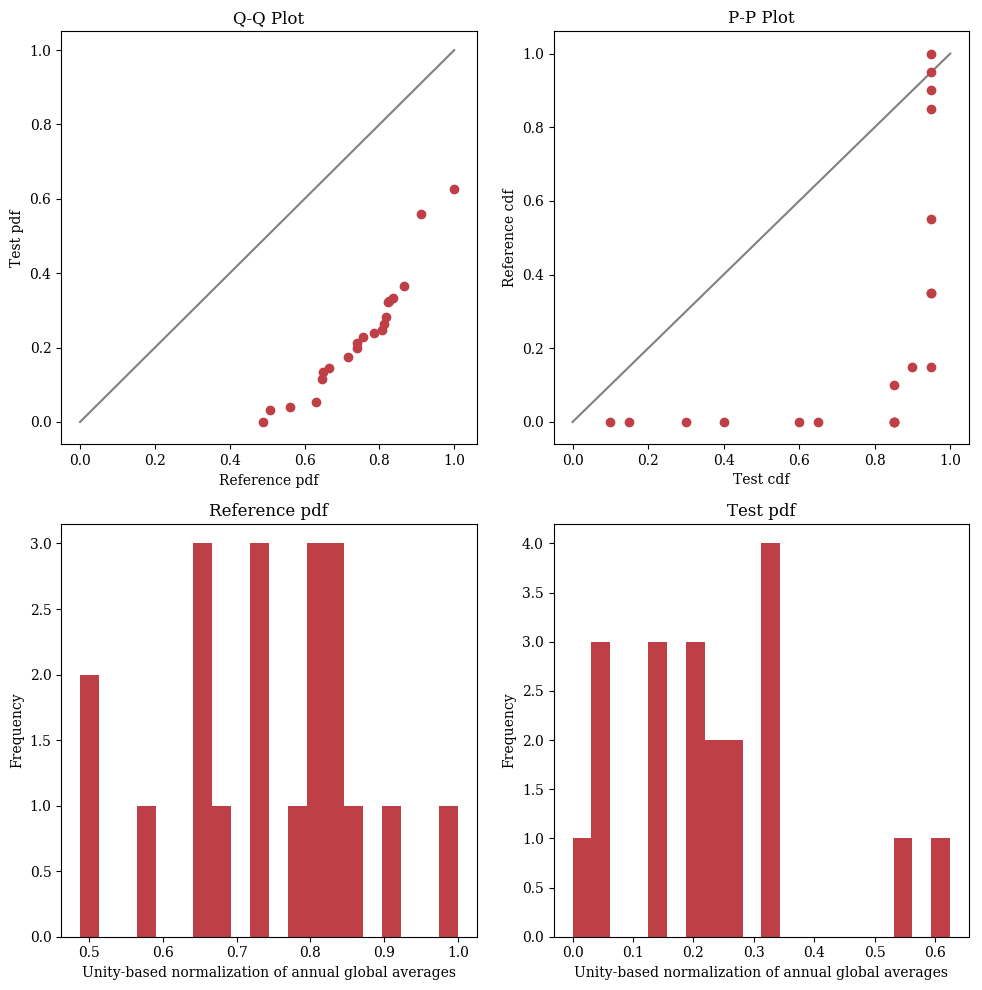 Q-Q Plot
1.0
0.8
0.6
0.4
0.2
0.0
Test pdf
0.0 0.2 0.4 0.6 0.8 1.0
Reference pdf
P-P Plot
1.0
0.8
0.6
0.4
0.2
0.0
Reference cdf
0.0 0.2 0.4 0.6 0.8 1.0
Test cdf
Reference pdf
3.0
2.5
2.0
1.5
1.0
0.5
0.0
Frequency
0.5 0.6 0.7 0.8 0.9 1.0
Unity-based normalization of annual global averages
Test pdf
4.0
3.5
3.0
2.5
2.0
1.5
1.0
0.5
0.0
Frequency
0.0 0.1 0.2 0.3 0.4 0.5 0.6
Unity-based normalization of annual global averages